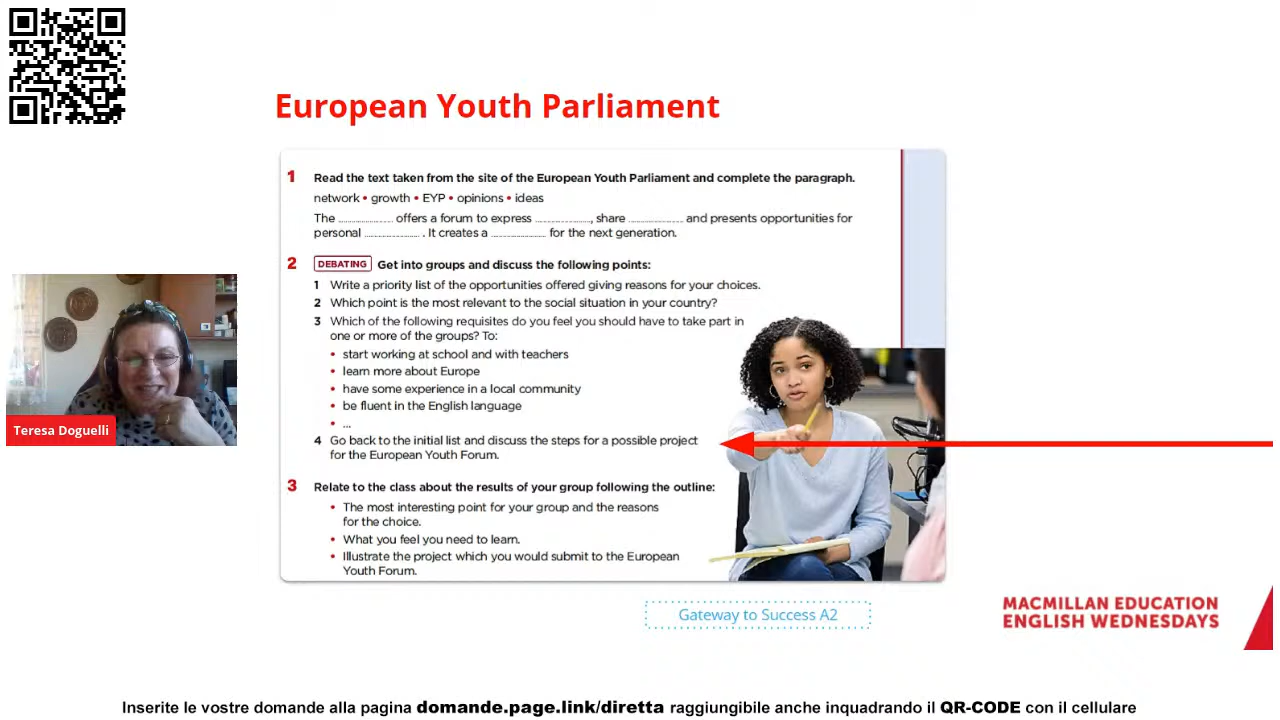 European Youth Parliament
1 Read the text taken from the site of the European Youth Parliament and complete the paragraph.
network • growth • EYP • opinions • ideas
The ........................ offers a forum to express ........................, share ........................ and presents opportunities for
personal ........................ . It creates a ........................ for the next generation.
2 DEBATING Get into groups and discuss the following points:
1 Write a priority list of the opportunities offered giving reasons for your choices.
2 Which point is the most relevant to the social situation in your country?
3 Which of the following requisites do you feel you should have to take part in
one or more of the groups? To:
• start working at school and with teachers
• learn more about Europe
• have some experience in a local community
• be fluent in the English language
• ...
4 Go back to the initial list and discuss the steps for a possible project
for the European Youth Forum.
3 Relate to the class about the results of your group following the outline:
• The most interesting point for your group and the reasons
for the choice.
• What you feel you need to learn.
• Illustrate the project which you would submit to the European
Youth Forum.
Teresa Doguelli
Gateway to Success A2
MACMILLAN EDUCATION
ENGLISH WEDNESDAYS
Inserite le vostre domande alla pagina domande.page.link/diretta raggiungibile anche inquadrando il QR-CODE con il cellulare